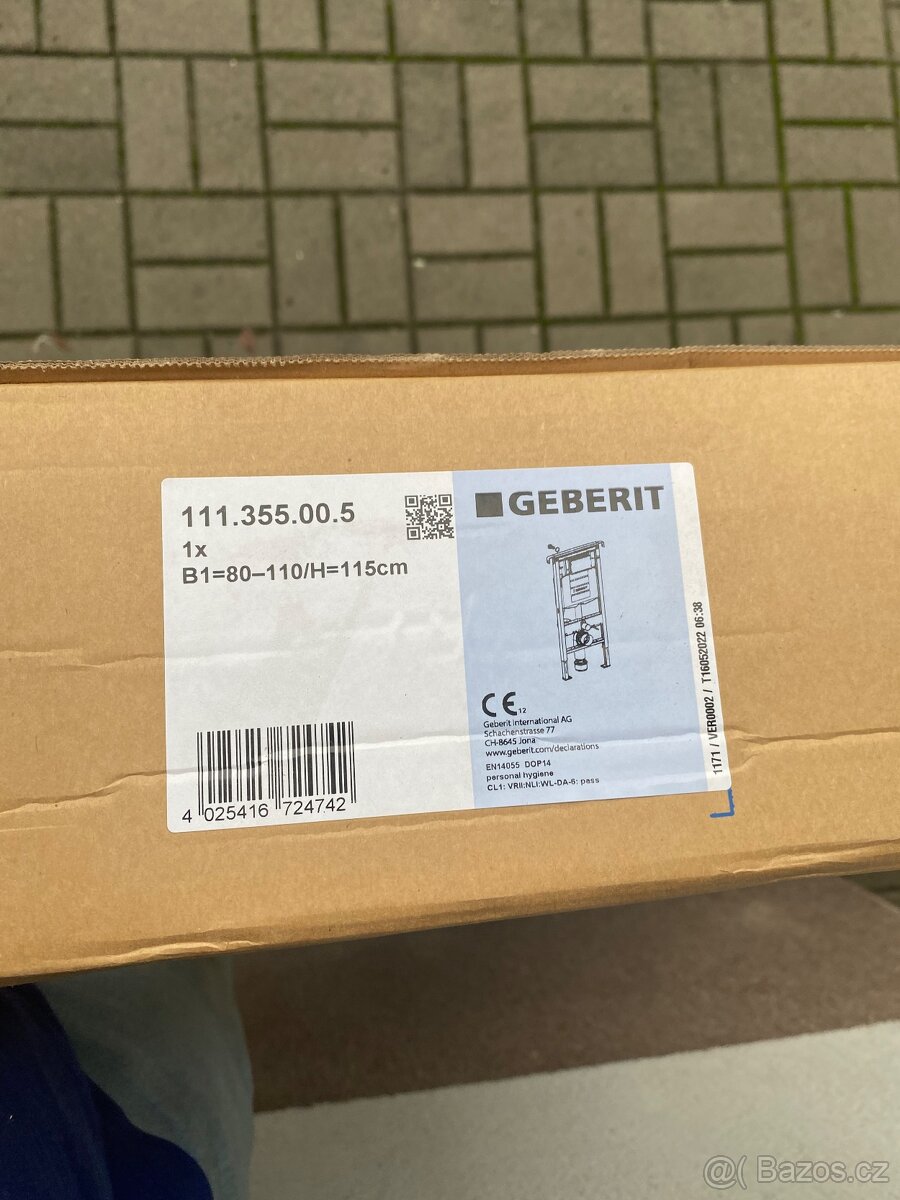 111.355.00.5
1x
B1=80–110/H=115cm
4 025416 724742
GEBERIT
CE 12
Geberit International AG
Schachenstrasse 77
CH-8645 Jona
www.geberit.com/declarations
EN14055 DOP14
personal hygiene
CL1: VRII:NLI:WL-DA-6: pass
1171 / VER0002 / T16052022 06:38
@( Bazos.cz